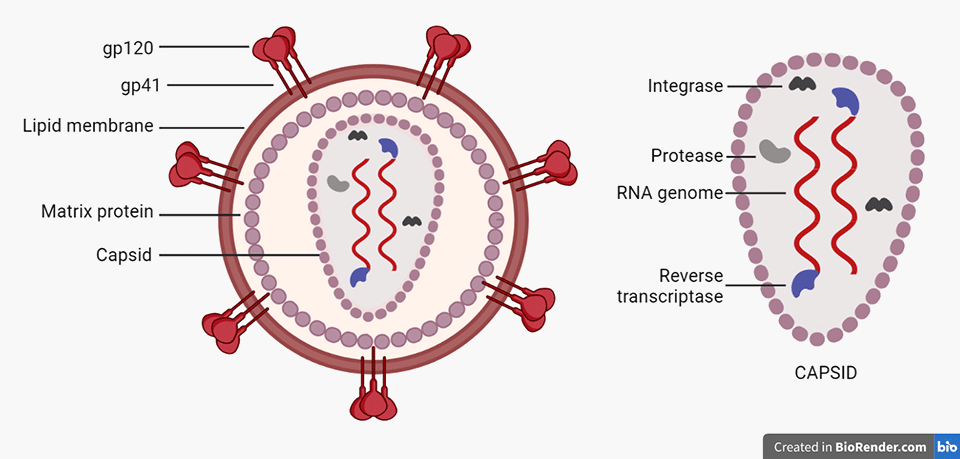 gp120
gp41
Lipid membrane
Matrix protein
Capsid
Integrase
Protease
RNA genome
Reverse
transcriptase
CAPSID
Created in BioRender.com bio